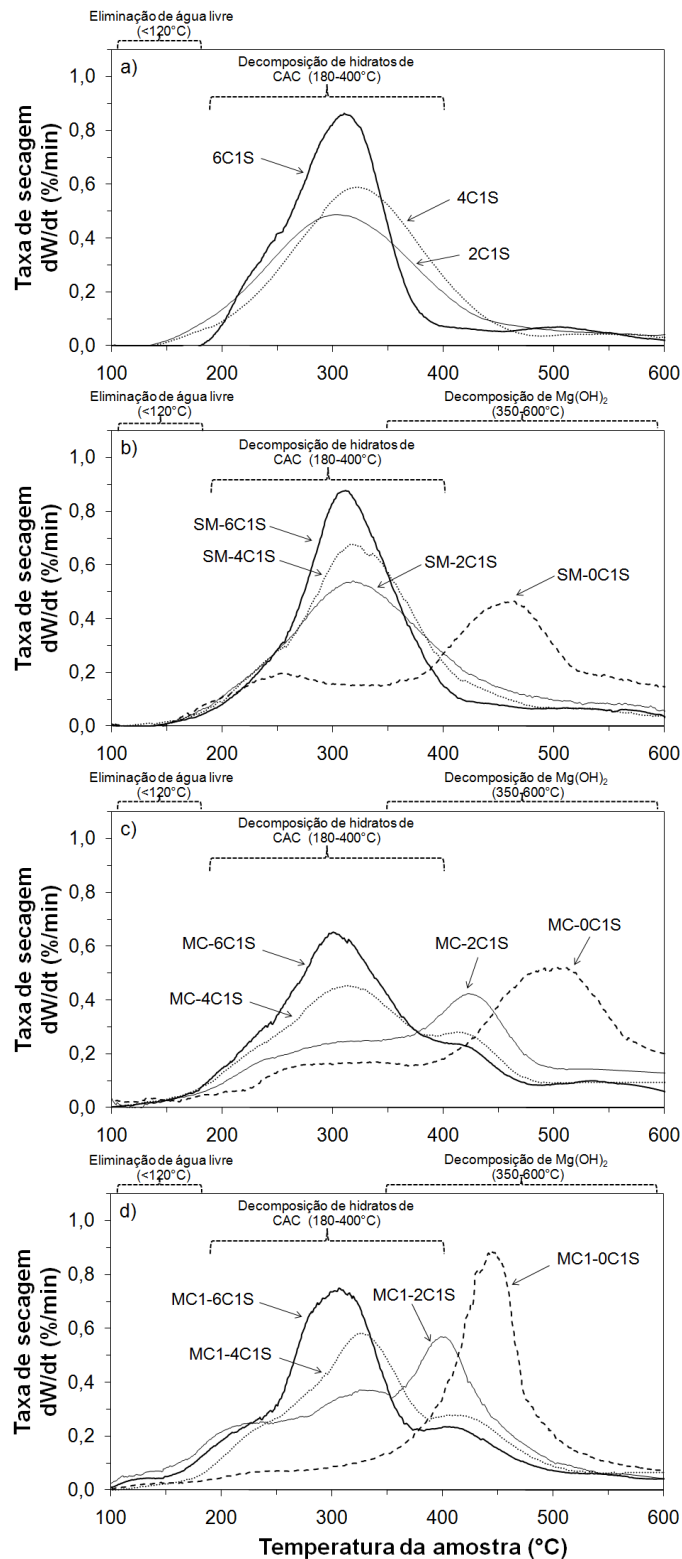 Eliminação de água livre
(<120°C)
a)
Decomposição de hidratos de
CAC (180-400°C)
Taxa de secagem
dW/dt (%/min)
1,0
0,8
0,6
0,4
0,2
0,0
6C1S
4C1S
2C1S
100 200 300 400 500 600
Eliminação de água livre
(<120°C)
Decomposição de Mg(OH)2
(350-600°C)
b)
Decomposição de hidratos de
CAC (180-400°C)
Taxa de secagem
dW/dt (%/min)
1,0
0,8
0,6
0,4
0,2
0,0
SM-6C1S
SM-4C1S
SM-2C1S
SM-0C1S
100 200 300 400 500 600
Eliminação de água livre
(<120°C)
Decomposição de Mg(OH)2
(350-600°C)
c)
Decomposição de hidratos de
CAC (180-400°C)
Taxa de secagem
dW/dt (%/min)
1,0
0,8
0,6
0,4
0,2
0,0
MC-6C1S
MC-4C1S
MC-2C1S
MC-0C1S
100 200 300 400 500 600
Eliminação de água livre
(<120°C)
Decomposição de Mg(OH)2
(350-600°C)
d)
Decomposição de hidratos de
CAC (180-400°C)
Taxa de secagem
dW/dt (%/min)
1,0
0,8
0,6
0,4
0,2
0,0
MC1-6C1S
MC1-4C1S
MC1-2C1S
MC1-0C1S
100 200 300 400 500 600
Temperatura da amostra (°C)